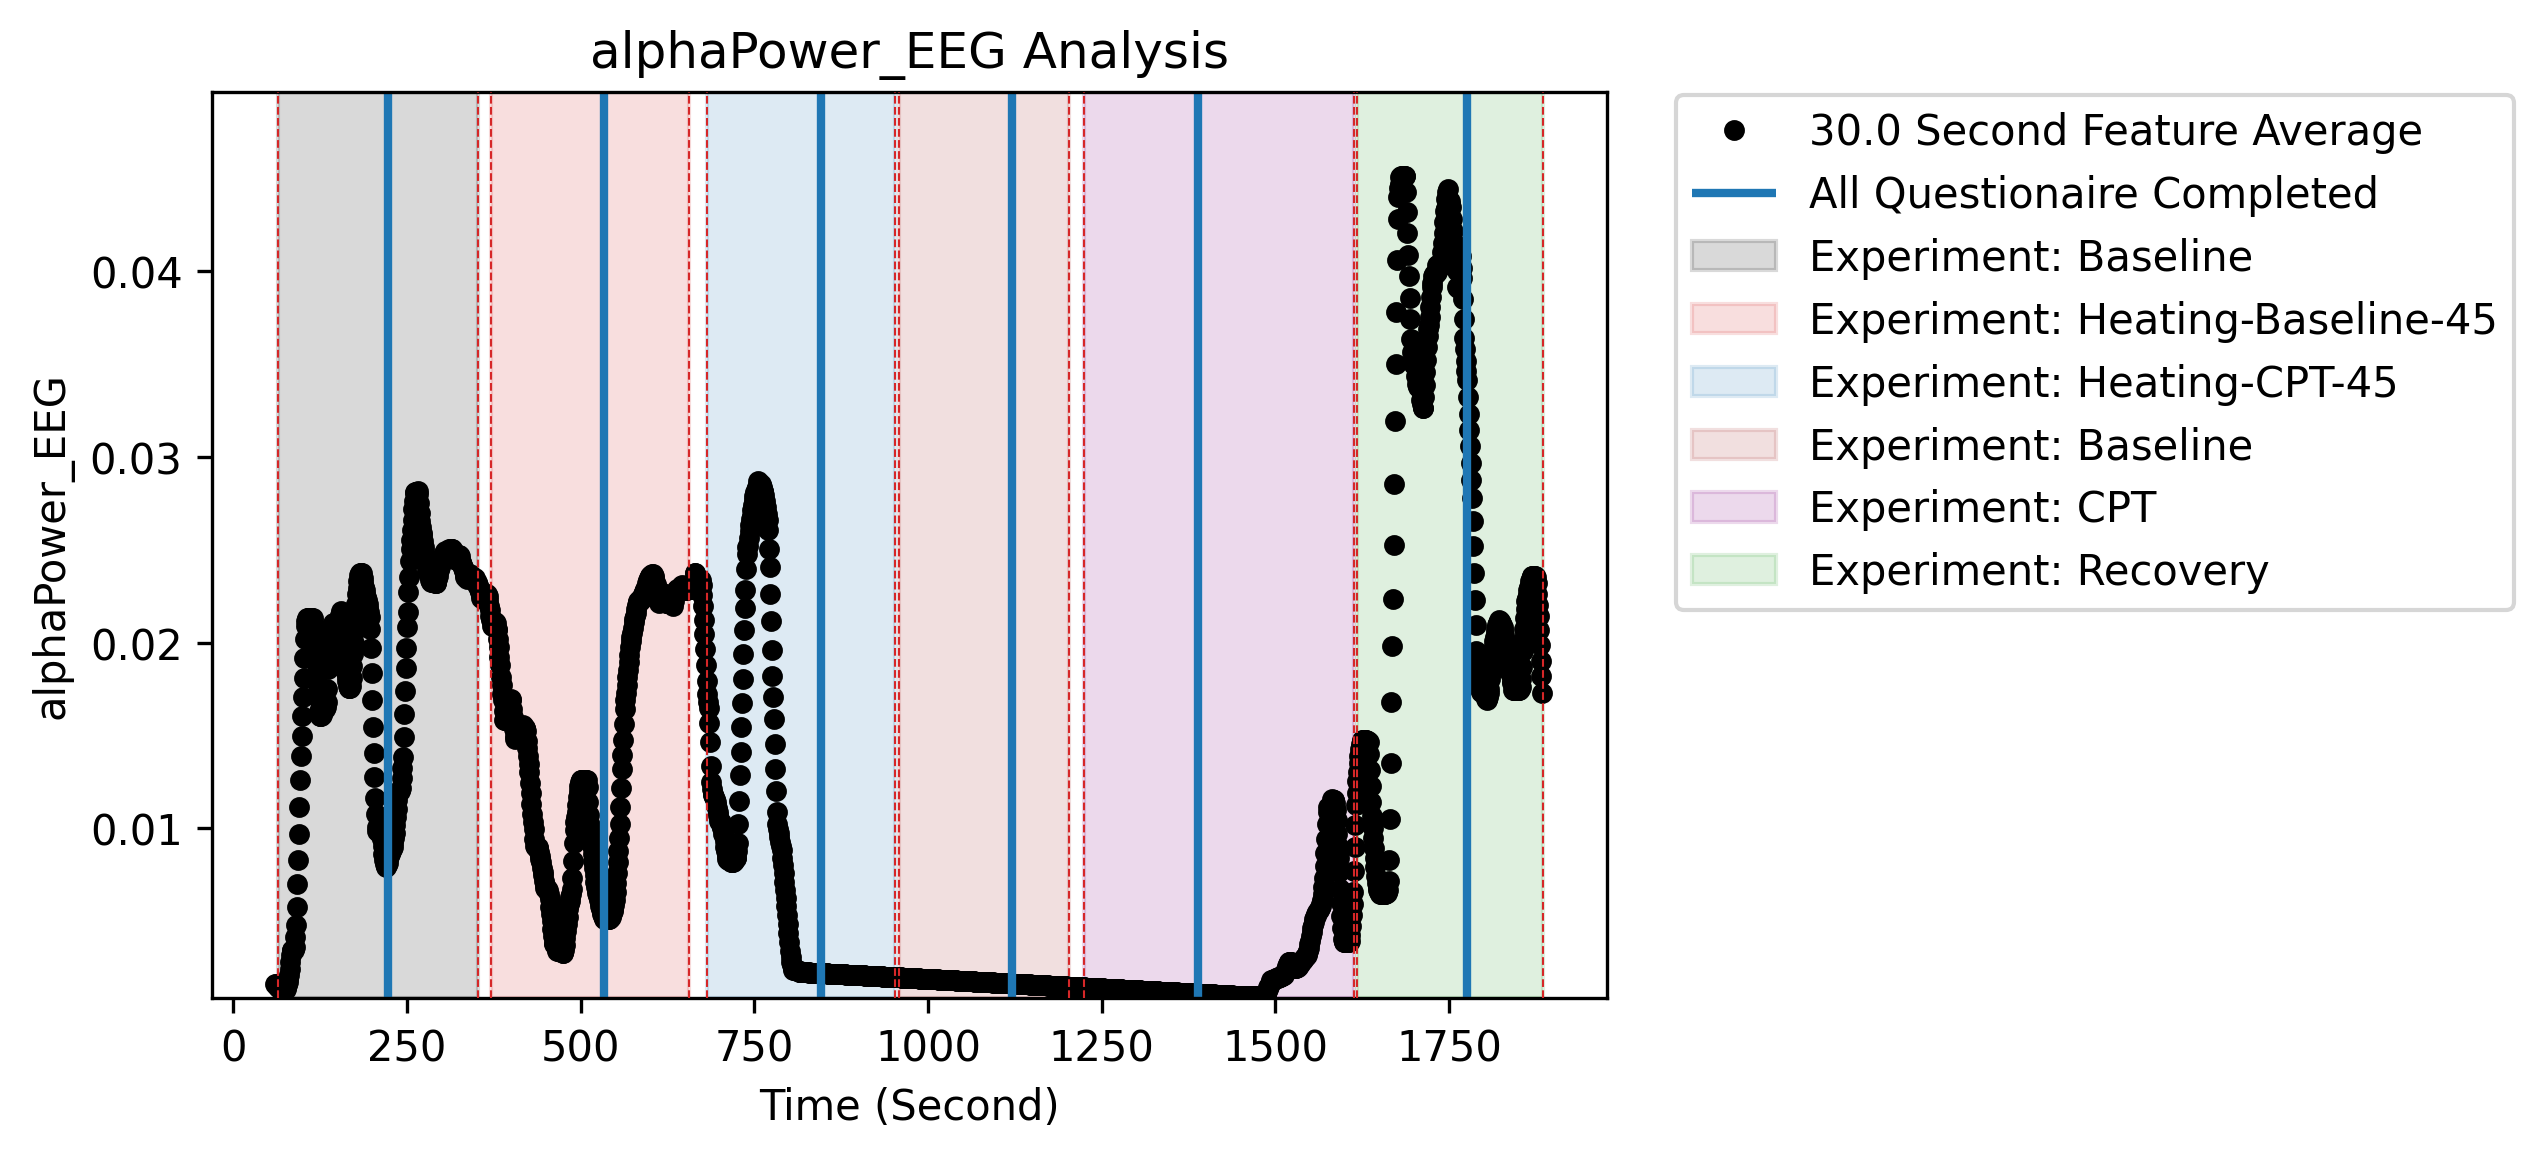 alphaPower_EEG Analysis
alphaPower_EEG
0.04
0.03
0.02
0.01
0 250 500 750 1000 1250 1500 1750
Time (Second)
30.0 Second Feature Average
All Questionaire Completed
Experiment: Baseline
Experiment: Heating-Baseline-45
Experiment: Heating-CPT-45
Experiment: Baseline
Experiment: CPT
Experiment: Recovery